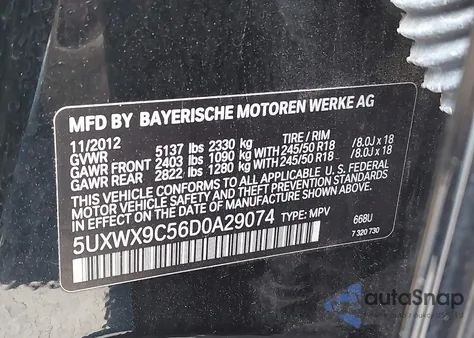 MFD BY BAYERISCHE MOTOREN WERKE AG
11/2012 TIRE / RIM
GVWR 5137 lbs 2330 kg
GAWR FRONT 2403 lbs 1090 kg WITH 245/50 R18 /8.0J x 18
GAWR REAR 2822 lbs 1280 kg WITH 245/50 R18 /8.0J x 18
THIS VEHICLE CONFORMS TO ALL APPLICABLE U. S. FEDERAL
MOTOR VEHICLE SAFETY AND THEFT PREVENTION STANDARDS
IN EFFECT ON THE DATE OF MANUFACTURE SHOWN ABOVE.
5UXWX9C56D0A29074 TYPE: MPV 668U
7 320 730
autoSnap